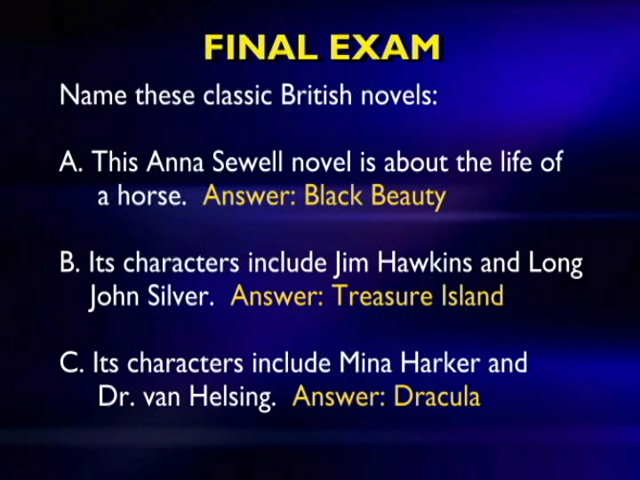 FINAL EXAM
Name these classic British novels:
A. This Anna Sewell novel is about the life of
a horse. Answer: Black Beauty
B. Its characters include Jim Hawkins and Long
John Silver. Answer: Treasure Island
C. Its characters include Mina Harker and
Dr. van Helsing. Answer: Dracula